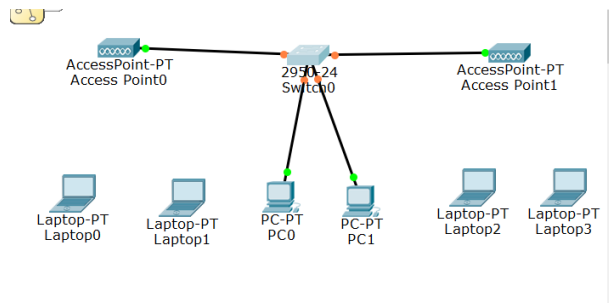 AccessPoint-PT
Access Point0
2950-24
Switch0
AccessPoint-PT
Access Point1
Laptop-PT
Laptop0
Laptop-PT
Laptop1
PC-PT
PC0
PC-PT
PC1
Laptop-PT
Laptop2
Laptop-PT
Laptop3